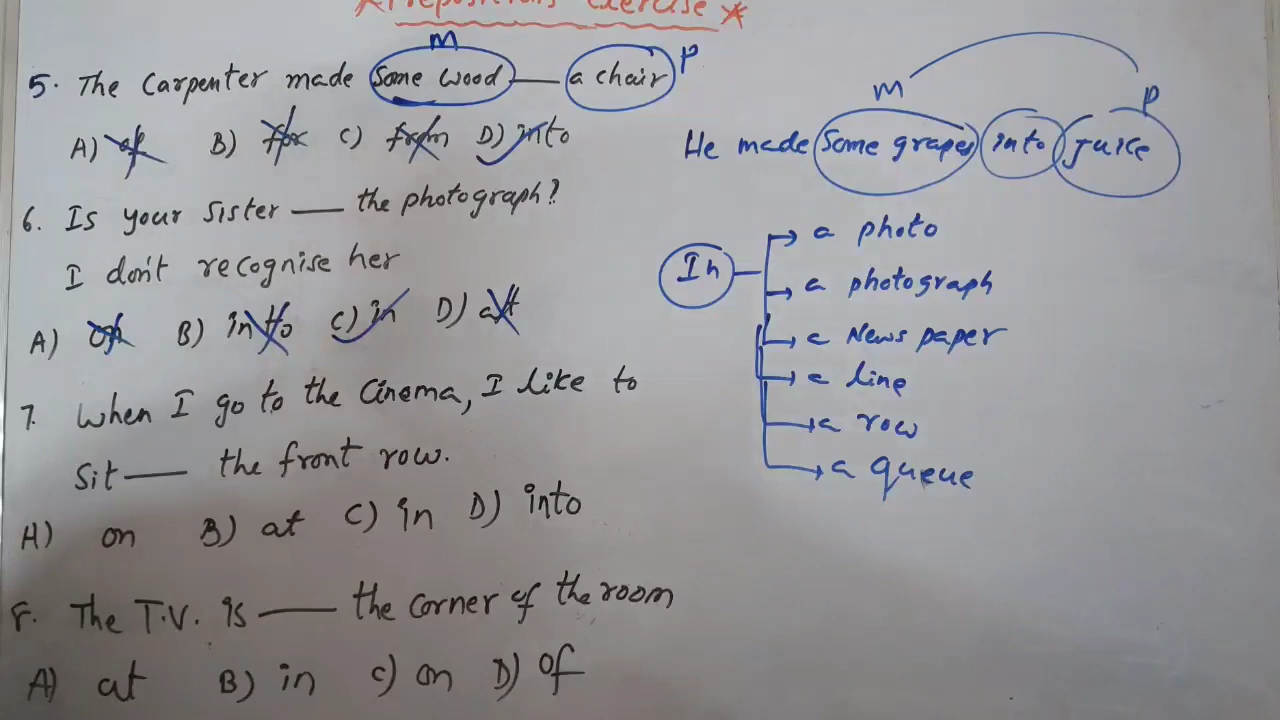 *Prepositions Exercise*
5. The Carpenter made Some Wood — a chair
M
P
A) of B) for C) from D) into
6. Is your Sister — the photograph?
I don't recognise her
A) on B) into C) in D) at
7. When I go to the Cinema, I like to
Sit — the front row.
A) on B) at C) in D) into
8. The T.V. is — the corner of the room
A) at B) in C) on D) of
M
P
He made Some grapes into Juice
In
a photo
a photograph
a News paper
a line
a row
a queue